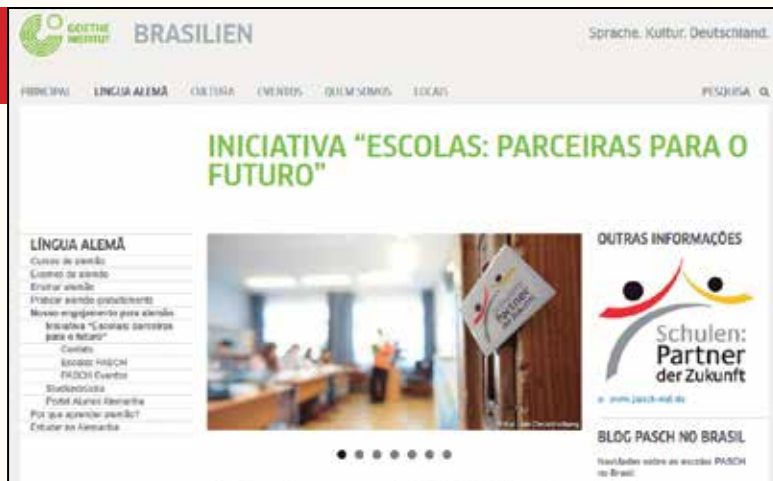 GOETHE
INSTITUT
BRASILIEN
Sprache. Kultur. Deutschland.
PRINCIPAL LÍNGUA ALEMÃ CULTURA EVENTOS QUEM SOMOS LOCAIS
PESQUISA
INICIATIVA “ESCOLAS: PARCEIRAS PARA O
FUTURO”
LÍNGUA ALEMÃ
Cursos de alemão
Exames de alemão
Ensinar alemão
Praticar alemão gratuitamente
Nosso engajamento para alemão
Iniciativa "Escolas: parceiras
para o futuro"
Contato
Escolas PASCH
PASCH Eventos
Studienbrücke
Portal Alumni Alemanha
Por que aprender alemão?
Estudar na Alemanha
partner
der Zukunft
OUTRAS INFORMAÇÕES
Schulen:
Partner
der Zukunft
www.pasch-net.de
BLOG PASCH NO BRASIL
Novidades sobre as escolas PASCH
no Brasil